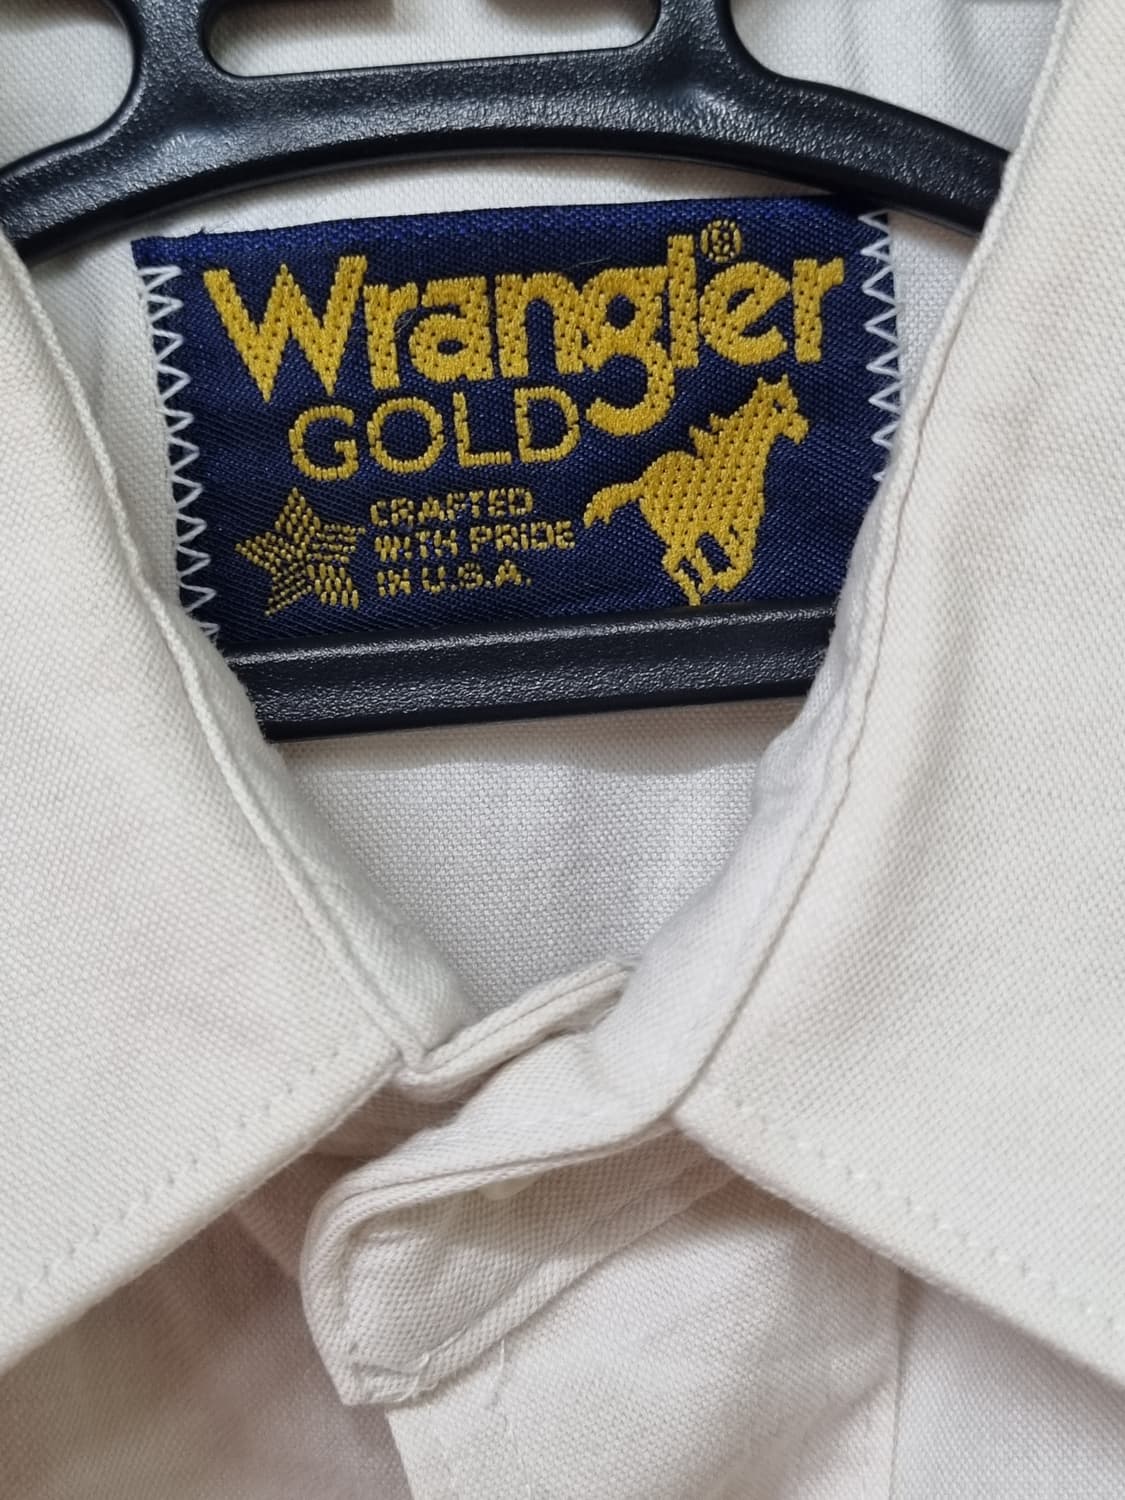 Wrangler®
GOLD
CRAFTED
WITH PRIDE
IN U.S.A.